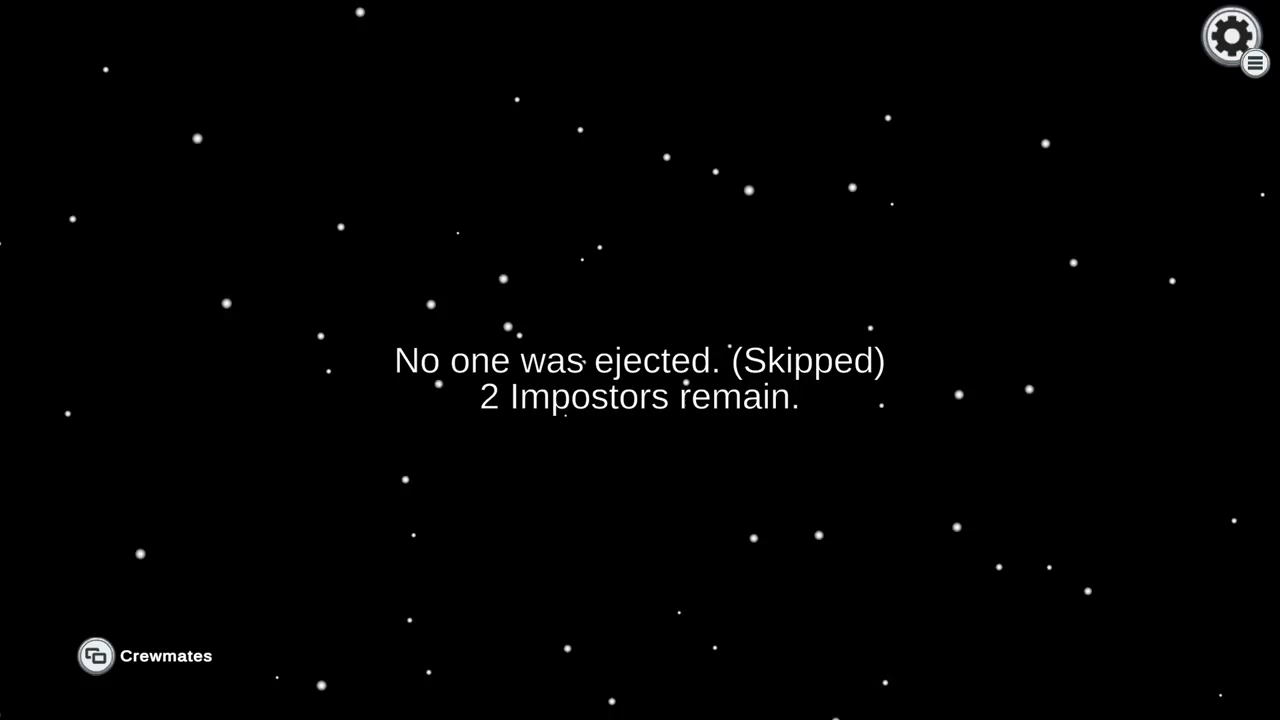 No one was ejected. (Skipped)
2 Impostors remain.
Crewmates